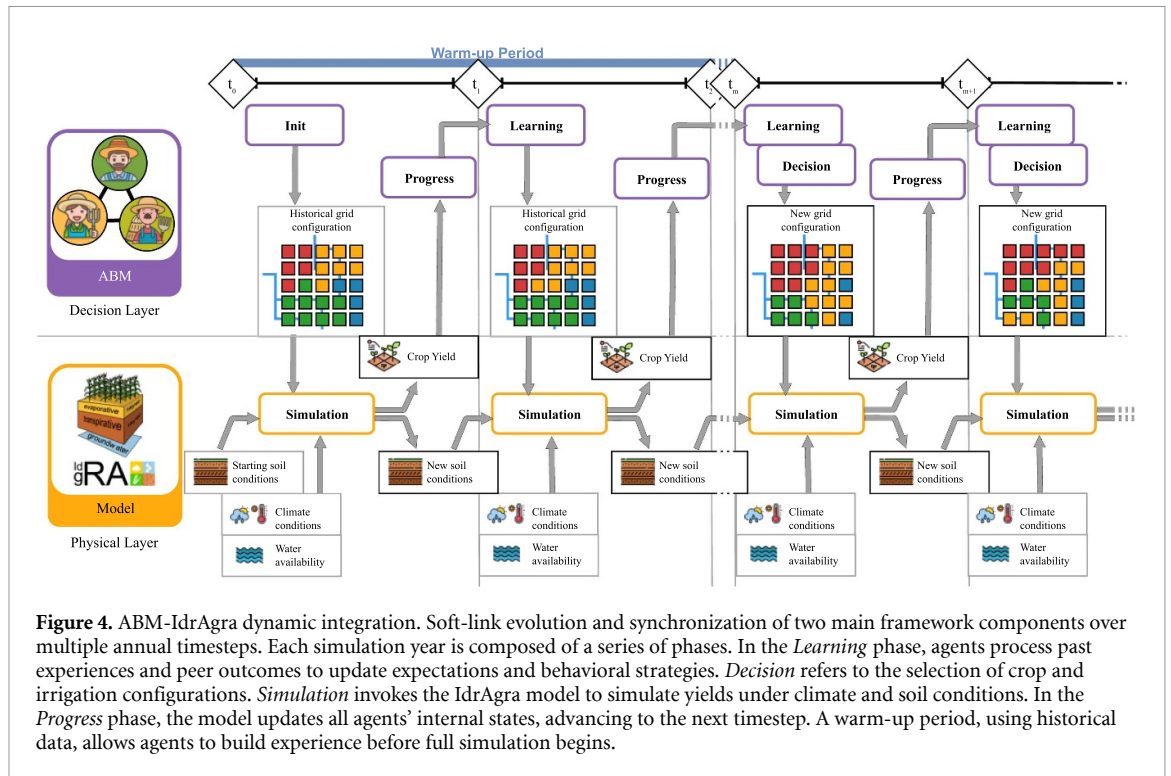 Warm-up Period
t0
t1
t2
tm
tm+1
Init
Learning
Learning
Learning
Decision
Decision
Progress
Progress
Progress
Historical grid
configuration
Historical grid
configuration
New grid
configuration
New grid
configuration
ABM
Decision Layer
Crop Yield
Crop Yield
Crop Yield
Simulation
Simulation
Simulation
Simulation
evaporative
transpirative
groundwater
Id
gRA
Model
Physical Layer
Starting soil
conditions
New soil
conditions
New soil
conditions
New soil
conditions
Climate
conditions
Climate
conditions
Climate
conditions
Climate
conditions
Water
availability
Water
availability
Water
availability
Water
availability
Figure 4. ABM-IdrAgra dynamic integration. Soft-link evolution and synchronization of two main framework components over
multiple annual timesteps. Each simulation year is composed of a series of phases. In the Learning phase, agents process past
experiences and peer outcomes to update expectations and behavioral strategies. Decision refers to the selection of crop and
irrigation configurations. Simulation invokes the IdrAgra model to simulate yields under climate and soil conditions. In the
Progress phase, the model updates all agents' internal states, advancing to the next timestep. A warm-up period, using historical
data, allows agents to build experience before full simulation begins.